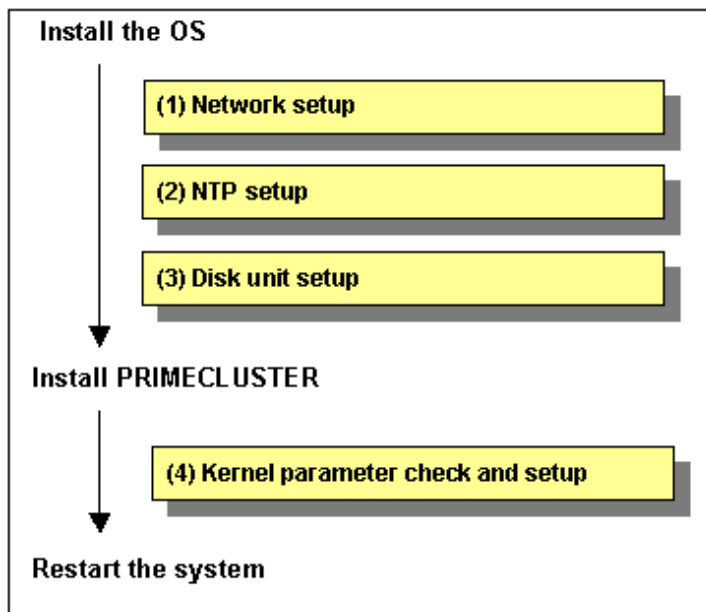 Install the OS
(1) Network setup
(2) NTP setup
(3) Disk unit setup
Install PRIMECLUSTER
(4) Kernel parameter check and setup
Restart the system